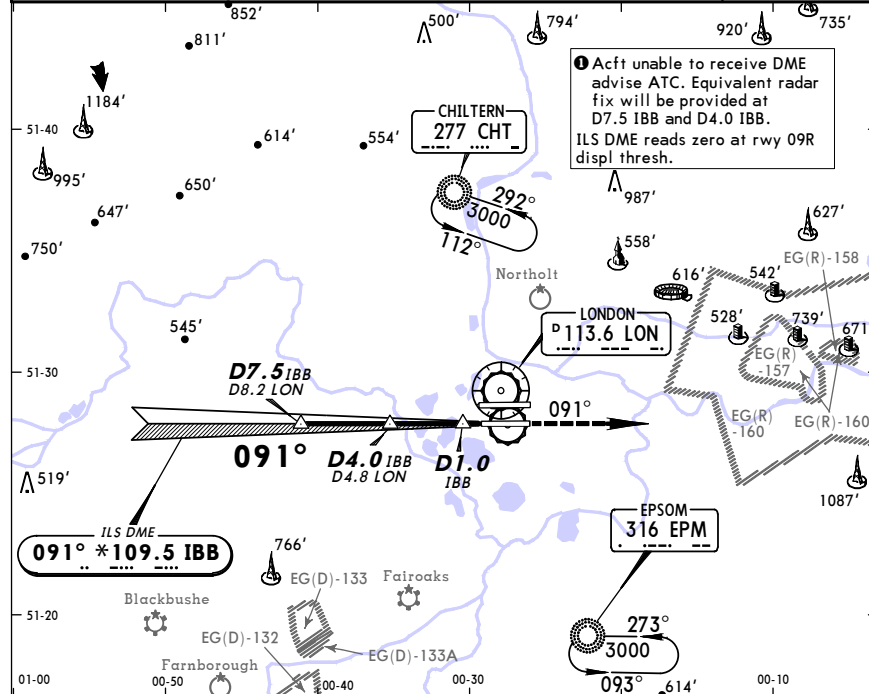 852’
500’
794’
920’
735’
811’
1184’
❶ Acft unable to receive DME
advise ATC. Equivalent radar
fix will be provided at
D7.5 IBB and D4.0 IBB.
ILS DME reads zero at rwy 09R
displ thresh.
CHILTERN
277 CHT
51-40
614’
554’
995’
650’
292°
3000
112°
987’
647’
627’
750’
558’
EG(R)-158
Northolt
616’
542’
LONDON
D 113.6 LON
528’
739’
671’
545’
EG(R)
-157
51-30
D7.5 IBB
D8.2 LON
091°
EG(R)
-160
EG(R)-160
091°
D4.0 IBB
D4.8 LON
D1.0
IBB
519’
1087’
EPSOM
316 EPM
ILS DME
091° *109.5 IBB
766’
EG(D)-133
Fairoaks
Blackbushe
51-20
EG(D)-132
EG(D)-133A
273°
3000
093°
Farnborough
614’
01-00
00-50
00-40
00-30
00-10